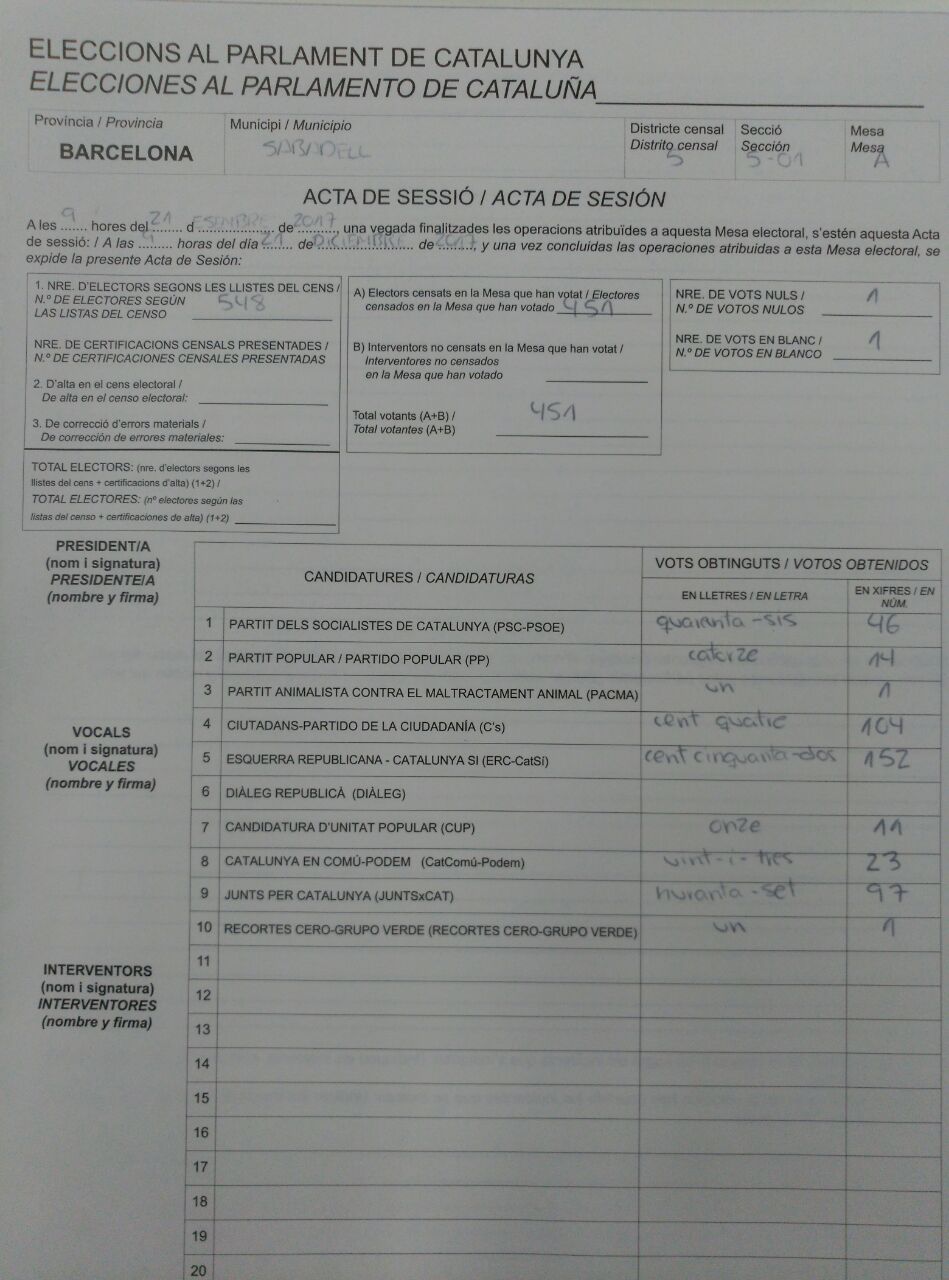 ELECCIONS AL PARLAMENT DE CATALUNYA
ELECCIONES AL PARLAMENTO DE CATALUÑA
Província / Provincia
BARCELONA
Municipi / Municipio
SABADELL
Districte censal
Distrito censal
5
Secció
Sección
5-01
Mesa
Mesa
A
ACTA DE SESSIÓ / ACTA DE SESIÓN
A les 9 hores del 21 d ESEMBRE de 2017, una vegada finalitzades les operacions atribuïdes a aquesta Mesa electoral, s'estén aquesta Acta
de sessió: / A las 9 horas del día 21 de DICIEMBRE de 2017, y una vez concluidas las operaciones atribuidas a esta Mesa electoral, se
expide la presente Acta de Sesión:
1. NRE. D'ELECTORS SEGONS LES LLISTES DEL CENS /
N.º DE ELECTORES SEGÚN
LAS LISTAS DEL CENSO 548
NRE. DE CERTIFICACIONS CENSALS PRESENTADES /
N.º DE CERTIFICACIONES CENSALES PRESENTADAS
2. D'alta en el cens electoral /
De alta en el censo electoral:
3. De correcció d'errors materials /
De corrección de errores materiales:
TOTAL ELECTORS: (nre. d'electors segons les
llistes del cens + certificacions d'alta) (1+2) /
TOTAL ELECTORES: (nº electores según las
listas del censo + certificaciones de alta) (1+2)
A) Electors censats en la Mesa que han votat / Electores
censados en la Mesa que han votado 451
B) Interventors no censats en la Mesa que han votat /
Interventores no censados
en la Mesa que han votado
Total votants (A+B) /
Total votantes (A+B) 451
NRE. DE VOTS NULS /
N.º DE VOTOS NULOS 1
NRE. DE VOTS EN BLANC /
N.º DE VOTOS EN BLANCO 1
PRESIDENT/A
(nom i signatura)
PRESIDENTE/A
(nombre y firma)
VOCALS
(nom i signatura)
VOCALES
(nombre y firma)
INTERVENTORS
(nom i signatura)
INTERVENTORES
(nombre y firma)
CANDIDATURES / CANDIDATURAS
VOTS OBTINGUTS / VOTOS OBTENIDOS
EN LLETRES / EN LETRA
EN XIFRES / EN
NÚM.
1 PARTIT DELS SOCIALISTES DE CATALUNYA (PSC-PSOE) quaranta-sis 46
2 PARTIT POPULAR / PARTIDO POPULAR (PP) catorze 14
3 PARTIT ANIMALISTA CONTRA EL MALTRACTAMENT ANIMAL (PACMA) un 1
4 CIUTADANS-PARTIDO DE LA CIUDADANÍA (C's) cent quatre 104
5 ESQUERRA REPUBLICANA - CATALUNYA SI (ERC-CatSí) cent cinquanta-dos 152
6 DIÀLEG REPUBLICÀ (DIÀLEG)
7 CANDIDATURA D'UNITAT POPULAR (CUP) onze 11
8 CATALUNYA EN COMÚ-PODEM (CatComú-Podem) vint-i-tres 23
9 JUNTS PER CATALUNYA (JUNTSxCAT) nuranta-set 97
10 RECORTES CERO-GRUPO VERDE (RECORTES CERO-GRUPO VERDE) un 1
11
12
13
14
15
16
17
18
19
20